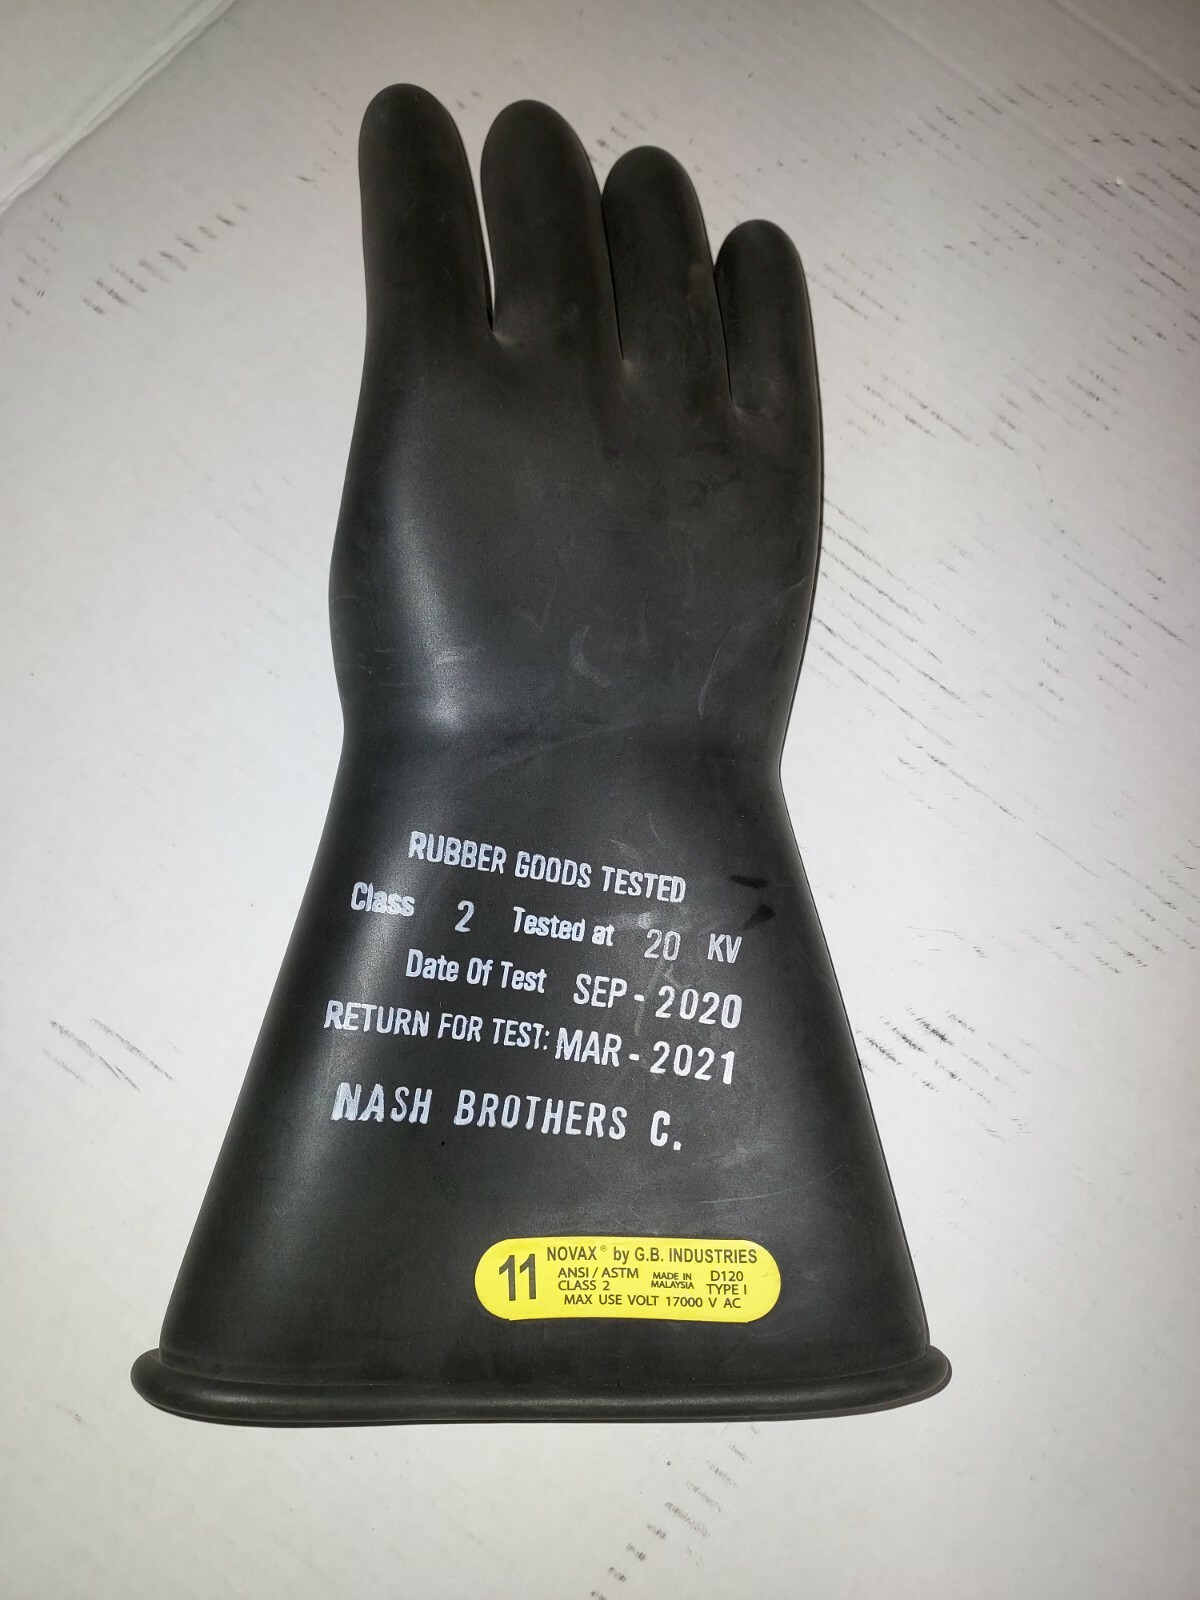 RUBBER GOODS TESTED
Class 2 Tested at 20 KV
Date Of Test SEP - 2020
RETURN FOR TEST: MAR - 2021
NASH BROTHERS C.
11 NOVAX® by G.B. INDUSTRIES
ANSI / ASTM MADE IN D120
CLASS 2 MALAYSIA TYPE I
MAX USE VOLT 17000 V AC